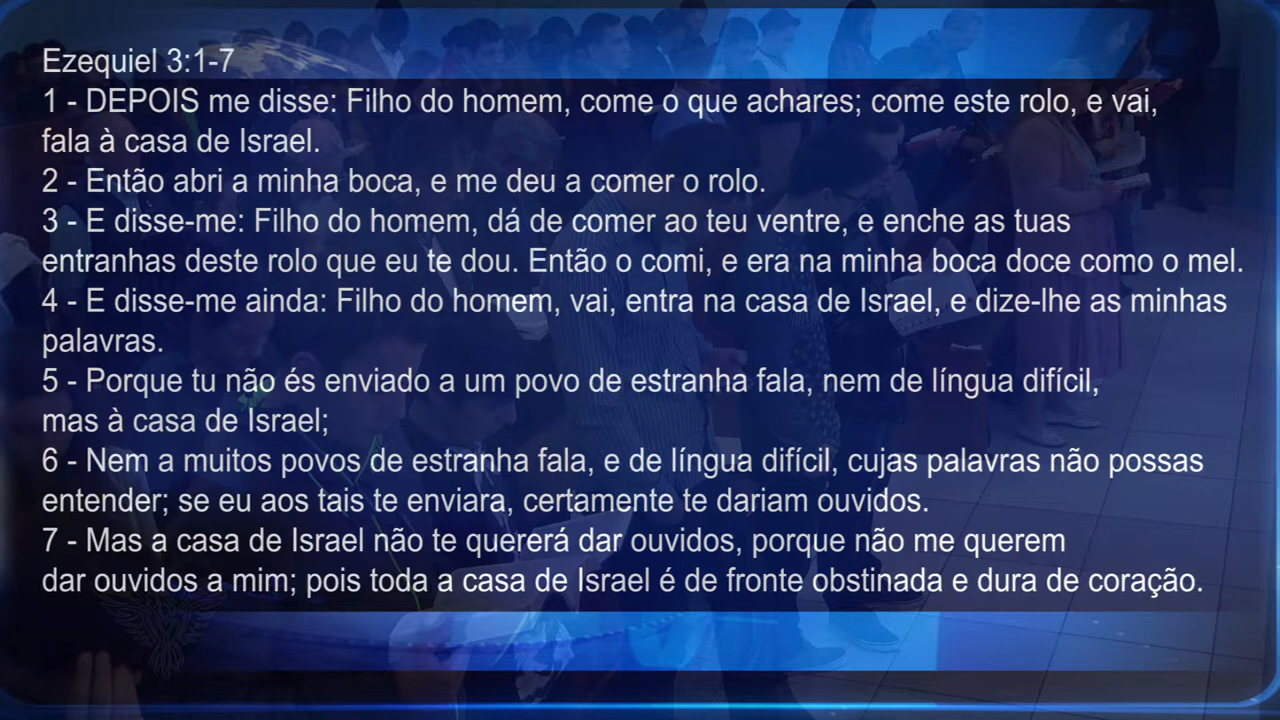 Ezequiel 3:1-7
1 - DEPOIS me disse: Filho do homem, come o que achares; come este rolo, e vai,
fala à casa de Israel.
2 - Então abri a minha boca, e me deu a comer o rolo.
3 - E disse-me: Filho do homem, dá de comer ao teu ventre, e enche as tuas
entranhas deste rolo que eu te dou. Então o comi, e era na minha boca doce como o mel.
4 - E disse-me ainda: Filho do homem, vai, entra na casa de Israel, e dize-lhe as minhas
palavras.
5 - Porque tu não és enviado a um povo de estranha fala, nem de língua difícil,
mas à casa de Israel;
6 - Nem a muitos povos de estranha fala, e de língua difícil, cujas palavras não possas
entender; se eu aos tais te enviara, certamente te dariam ouvidos.
7 - Mas a casa de Israel não te quererá dar ouvidos, porque não me querem
dar ouvidos a mim; pois toda a casa de Israel é de fronte obstinada e dura de coração.